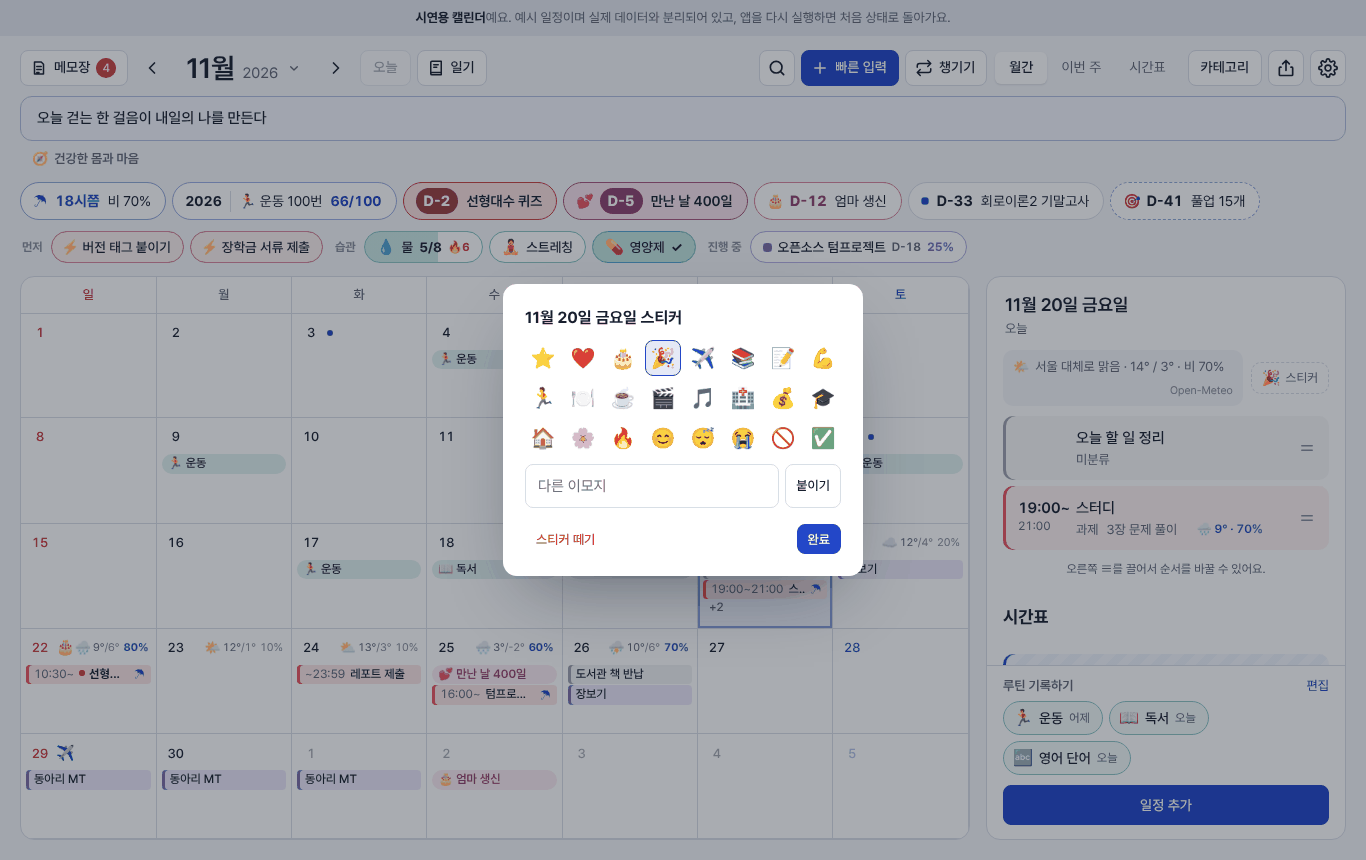 시연용 캘린더예요. 예시 일정이며 실제 데이터와 분리되어 있고, 앱을 다시 실행하면 처음 상태로 돌아가요.
메모장 4 11월 2026 오늘 일기 빠른 입력 챙기기 월간 이번 주 시간표 카테고리
오늘 걷는 한 걸음이 내일의 나를 만든다
건강한 몸과 마음
18시쯤 비 70% 2026 운동 100번 66/100 D-2 선형대수 퀴즈 D-5 만난 날 400일 D-12 엄마 생신 D-33 회로이론2 기말고사 D-41 풀업 15개
먼저 버전 태그 붙이기 장학금 서류 제출 습관 물 5/8 6 스트레칭 영양제 진행 중 오픈소스 텀프로젝트 D-18 25%
일 월 화 수 토
1 2 3 4
운동
8 9 10 11
운동 운동
15 16 17 18 12°/4° 20%
운동 독서 보기
19:00~21:00 스..
+2
22 9°/6° 80% 23 12°/1° 10% 24 13°/3° 10% 25 3°/-2° 60% 26 10°/6° 70% 27 28
10:30~ 선형... ~23:59 레포트 제출 만난 날 400일 도서관 책 반납
16:00~ 텀프로... 장보기
29 30 1 2 3 4 5
동아리 MT 동아리 MT 동아리 MT 엄마 생신
11월 20일 금요일 스티커
다른 이모지 붙이기
스티커 떼기 완료
11월 20일 금요일
오늘
서울 대체로 맑음 · 14° / 3° · 비 70%
Open-Meteo
스티커
오늘 할 일 정리
미분류
19:00~ 스터디
21:00 과제 3장 문제 풀이 9° · 70%
오른쪽 ≡를 끌어서 순서를 바꿀 수 있어요.
시간표
루틴 기록하기 편집
운동 어제 독서 오늘
영어 단어 오늘
일정 추가